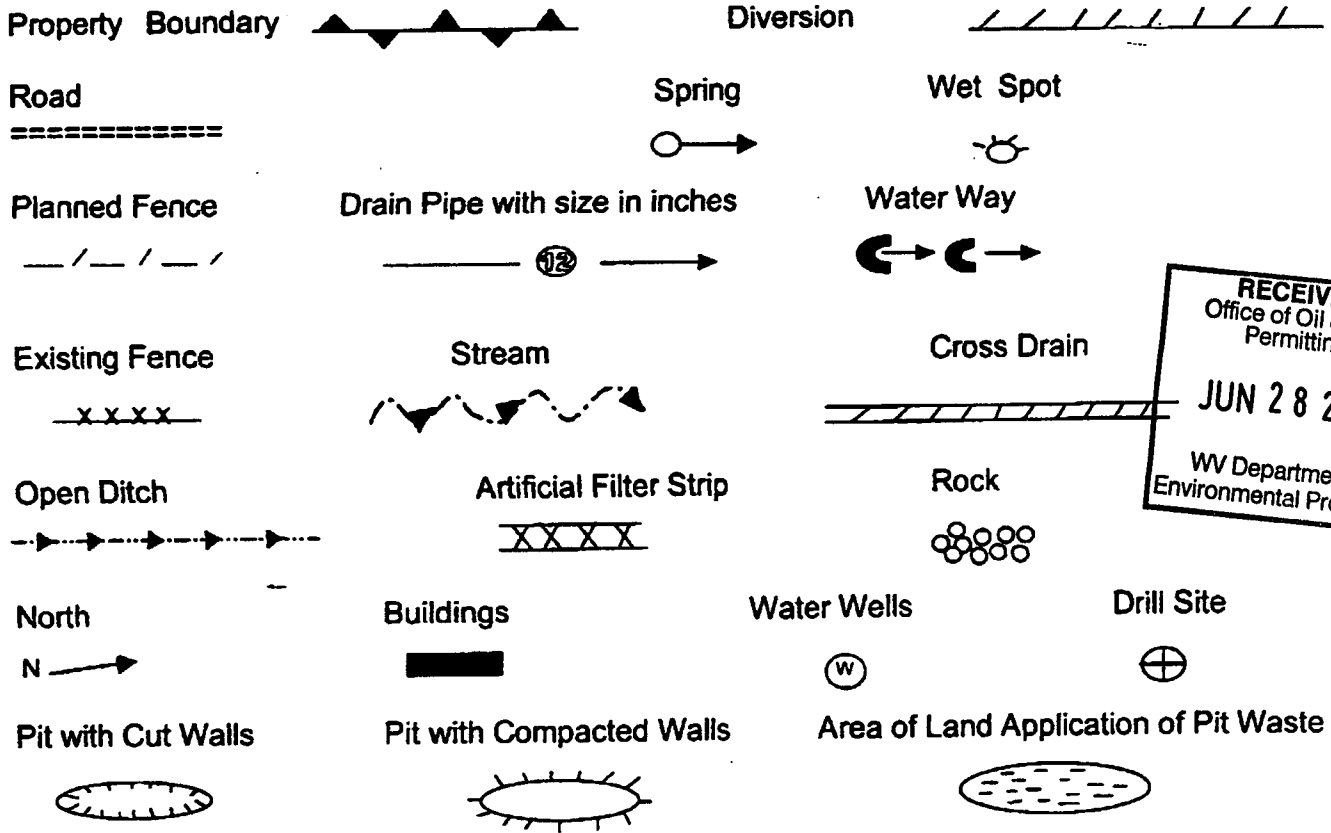 Property Boundary
Diversion
Road
Spring
Wet Spot
Planned Fence
Drain Pipe with size in inches
Water Way
12
Existing Fence
Stream
Cross Drain
RECEIV
Office of Oil
Permittin
JUN 28 2
WV Departme
Environmental Pro
Open Ditch
Artificial Filter Strip
Rock
North
Buildings
Water Wells
Drill Site
N
W
Pit with Cut Walls
Pit with Compacted Walls
Area of Land Application of Pit Waste